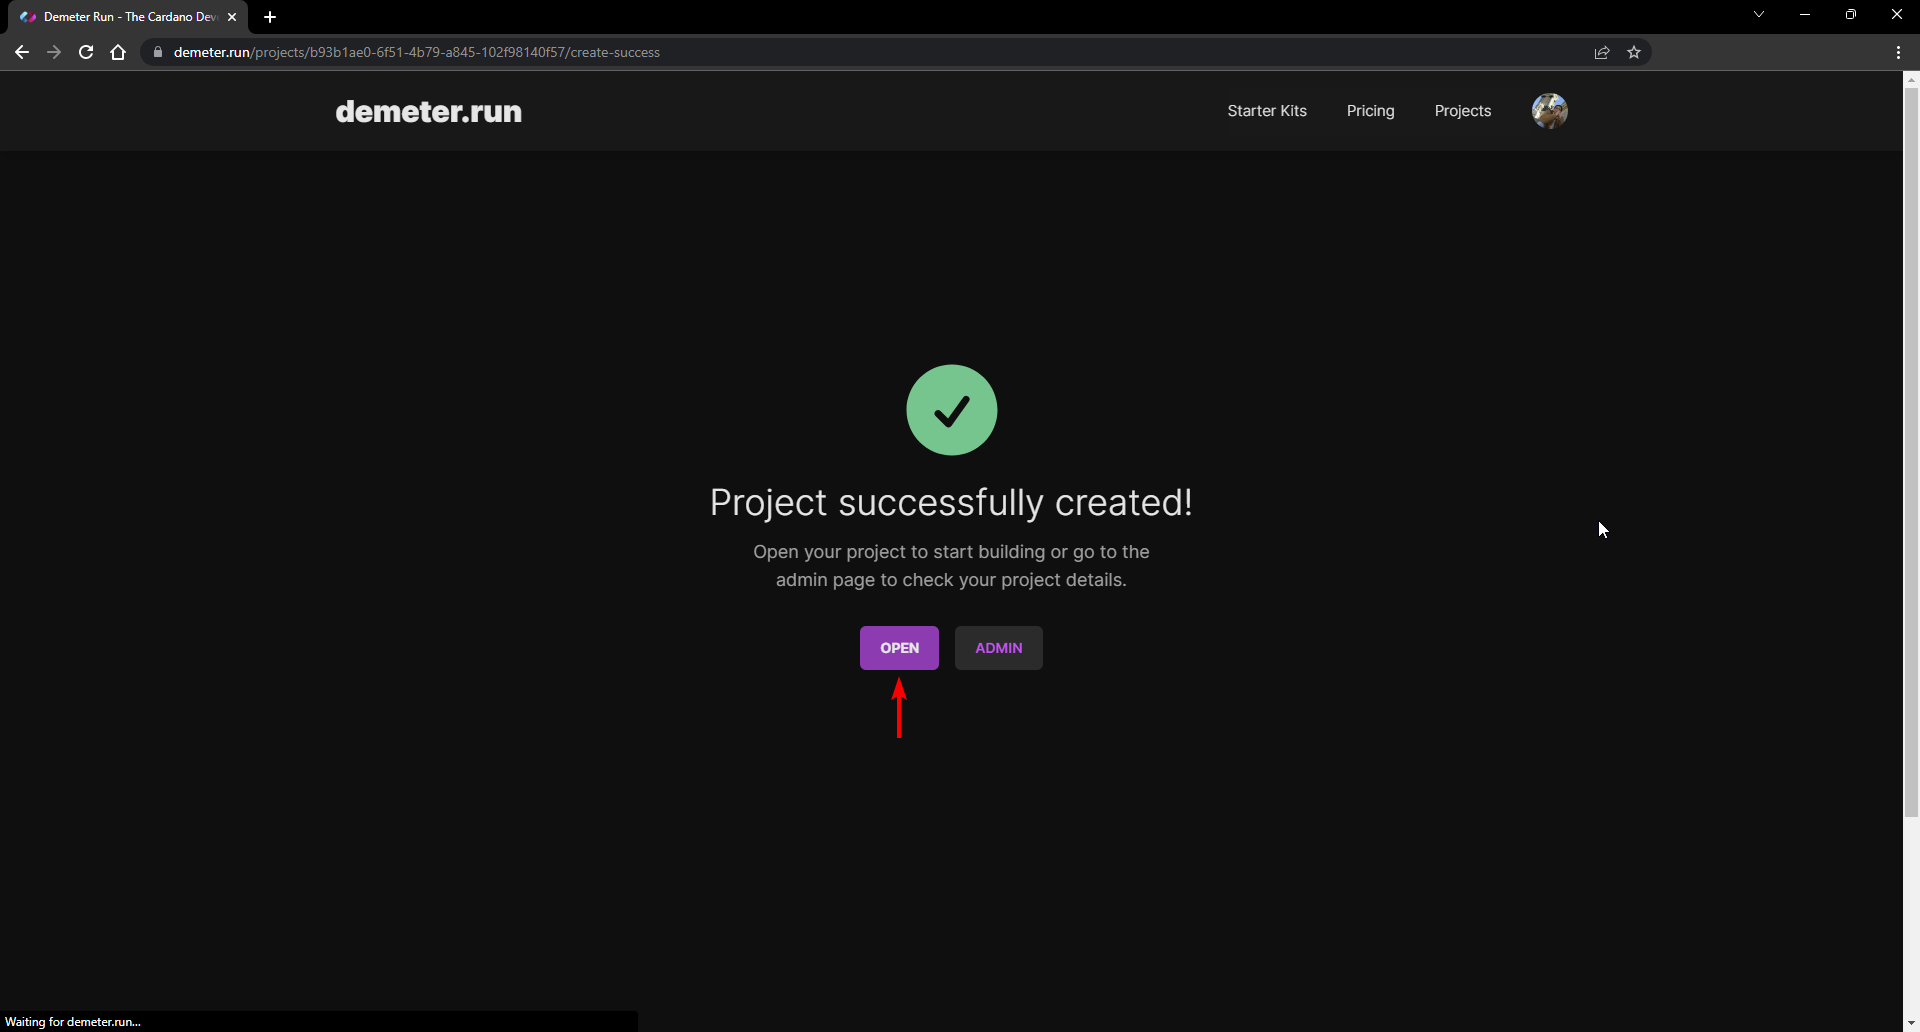 Demeter Run - The Cardano Dev
demeter.run/projects/b93b1ae0-6f51-4b79-a845-102f98140f57/create-success
demeter.run
Starter Kits
Pricing
Projects
Project successfully created!
Open your project to start building or go to the
admin page to check your project details.
OPEN
ADMIN
Waiting for demeter.run...